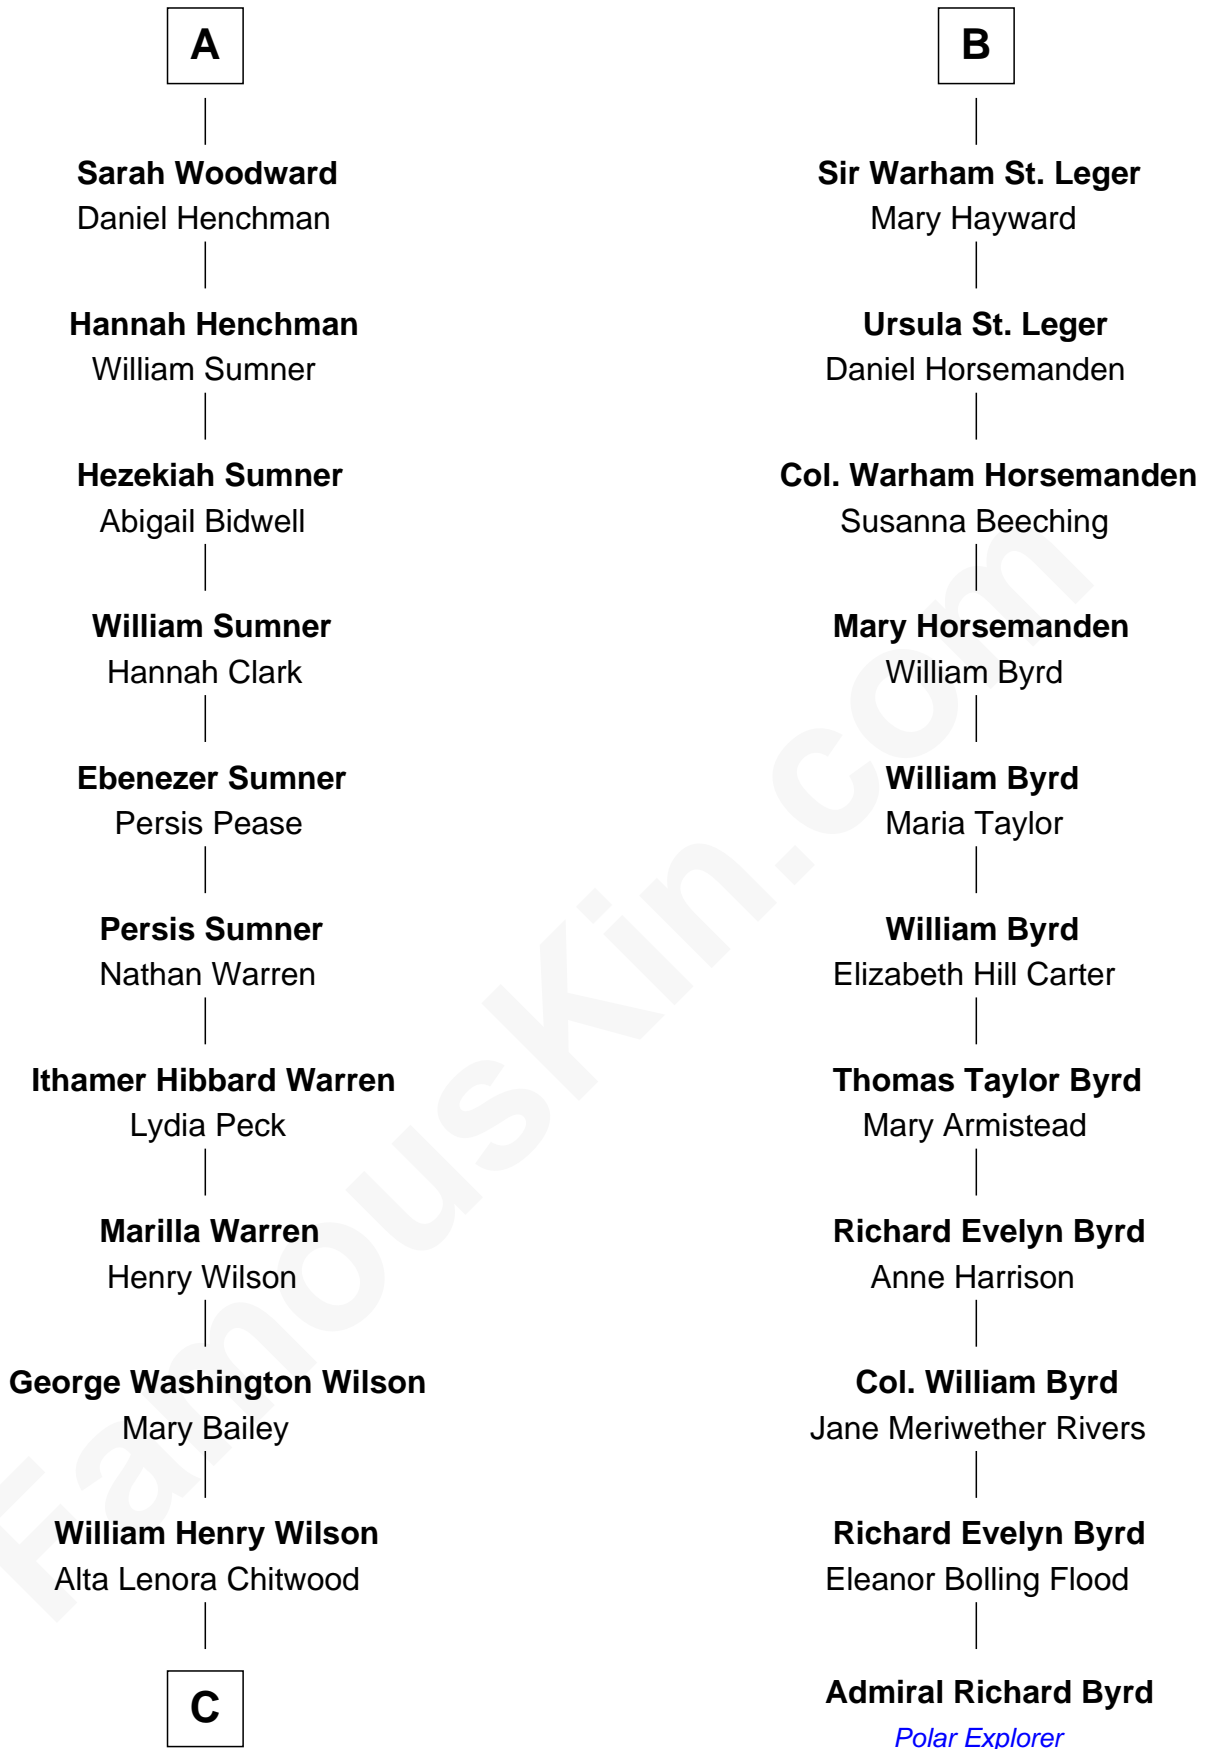 A
Sarah Woodward
Daniel Henchman
Hannah Henchman
William Sumner
Hezekiah Sumner
Abigail Bidwell
William Sumner
Hannah Clark
Ebenezer Sumner
Persis Pease
Persis Sumner
Nathan Warren
Ithamer Hibbard Warren
Lydia Peck
Marilla Warren
Henry Wilson
George Washington Wilson
Mary Bailey
William Henry Wilson
Alta Lenora Chitwood
C
B
Sir Warham St. Leger
Mary Hayward
Ursula St. Leger
Daniel Horsemanden
Col. Warham Horsemanden
Susanna Beeching
Mary Horsemanden
William Byrd
William Byrd
Maria Taylor
William Byrd
Elizabeth Hill Carter
Thomas Taylor Byrd
Mary Armistead
Richard Evelyn Byrd
Anne Harrison
Col. William Byrd
Jane Meriwether Rivers
Richard Evelyn Byrd
Eleanor Bolling Flood
Admiral Richard Byrd
Polar Explorer
FamousKin.com